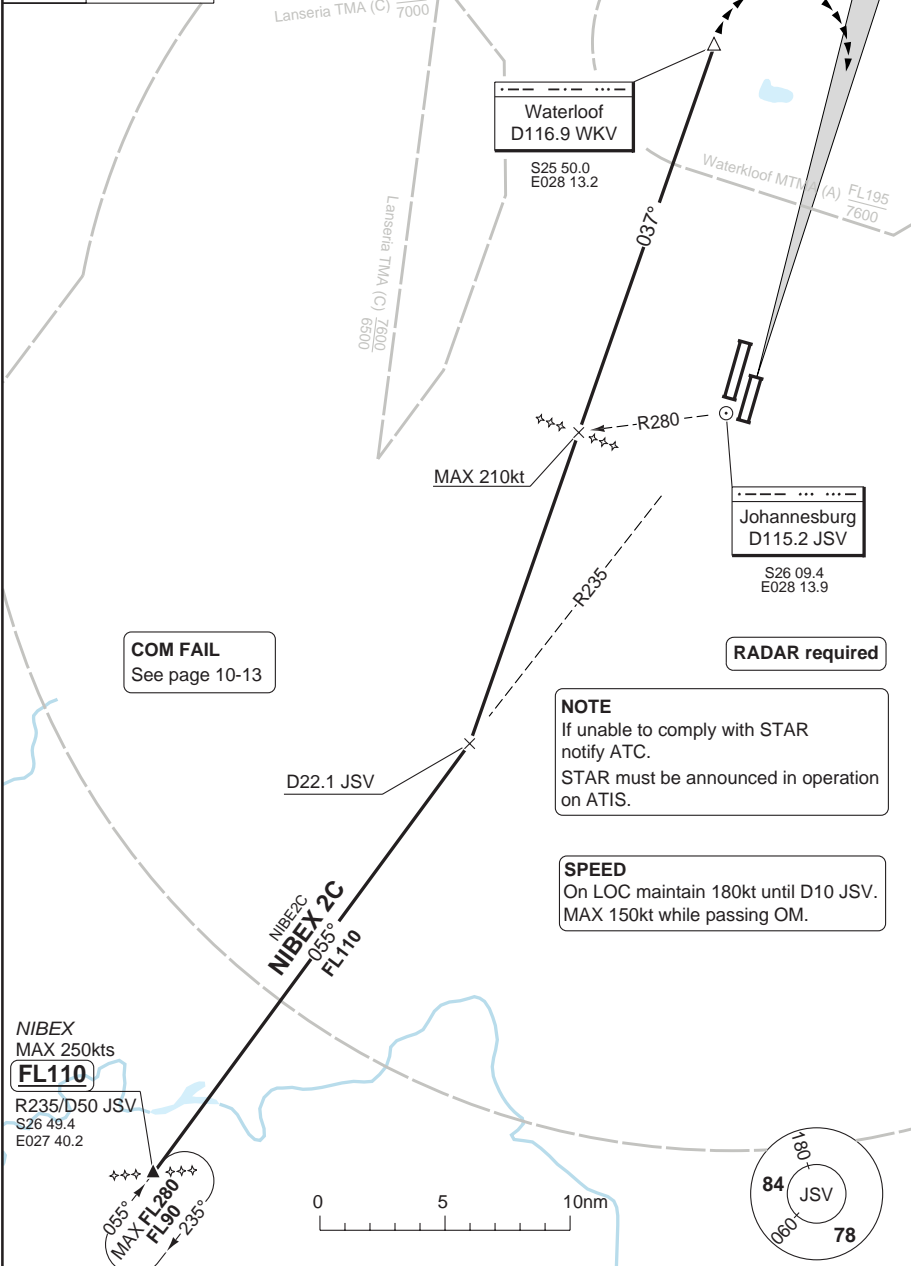 Lanseria TMA (C) 7000
Waterloof
D116.9 WKV
S25 50.0
E028 13.2
Waterkloof MTMA (A) FL195
7600
Lanseria TMA (C) 7600
6500
037°
R280
MAX 210kt
Johannesburg
D115.2 JSV
S26 09.4
E028 13.9
R235
COM FAIL
See page 10-13
RADAR required
NOTE
If unable to comply with STAR
notify ATC.
STAR must be announced in operation
on ATIS.
D22.1 JSV
SPEED
On LOC maintain 180kt until D10 JSV.
MAX 150kt while passing OM.
NIBE2C
NIBEX 2C
055°
FL110
NIBEX
MAX 250kts
FL110
R235/D50 JSV
S26 49.4
E027 40.2
055°
MAX FL280
FL90
235°
0 5 10nm
180
84 JSV
060
78